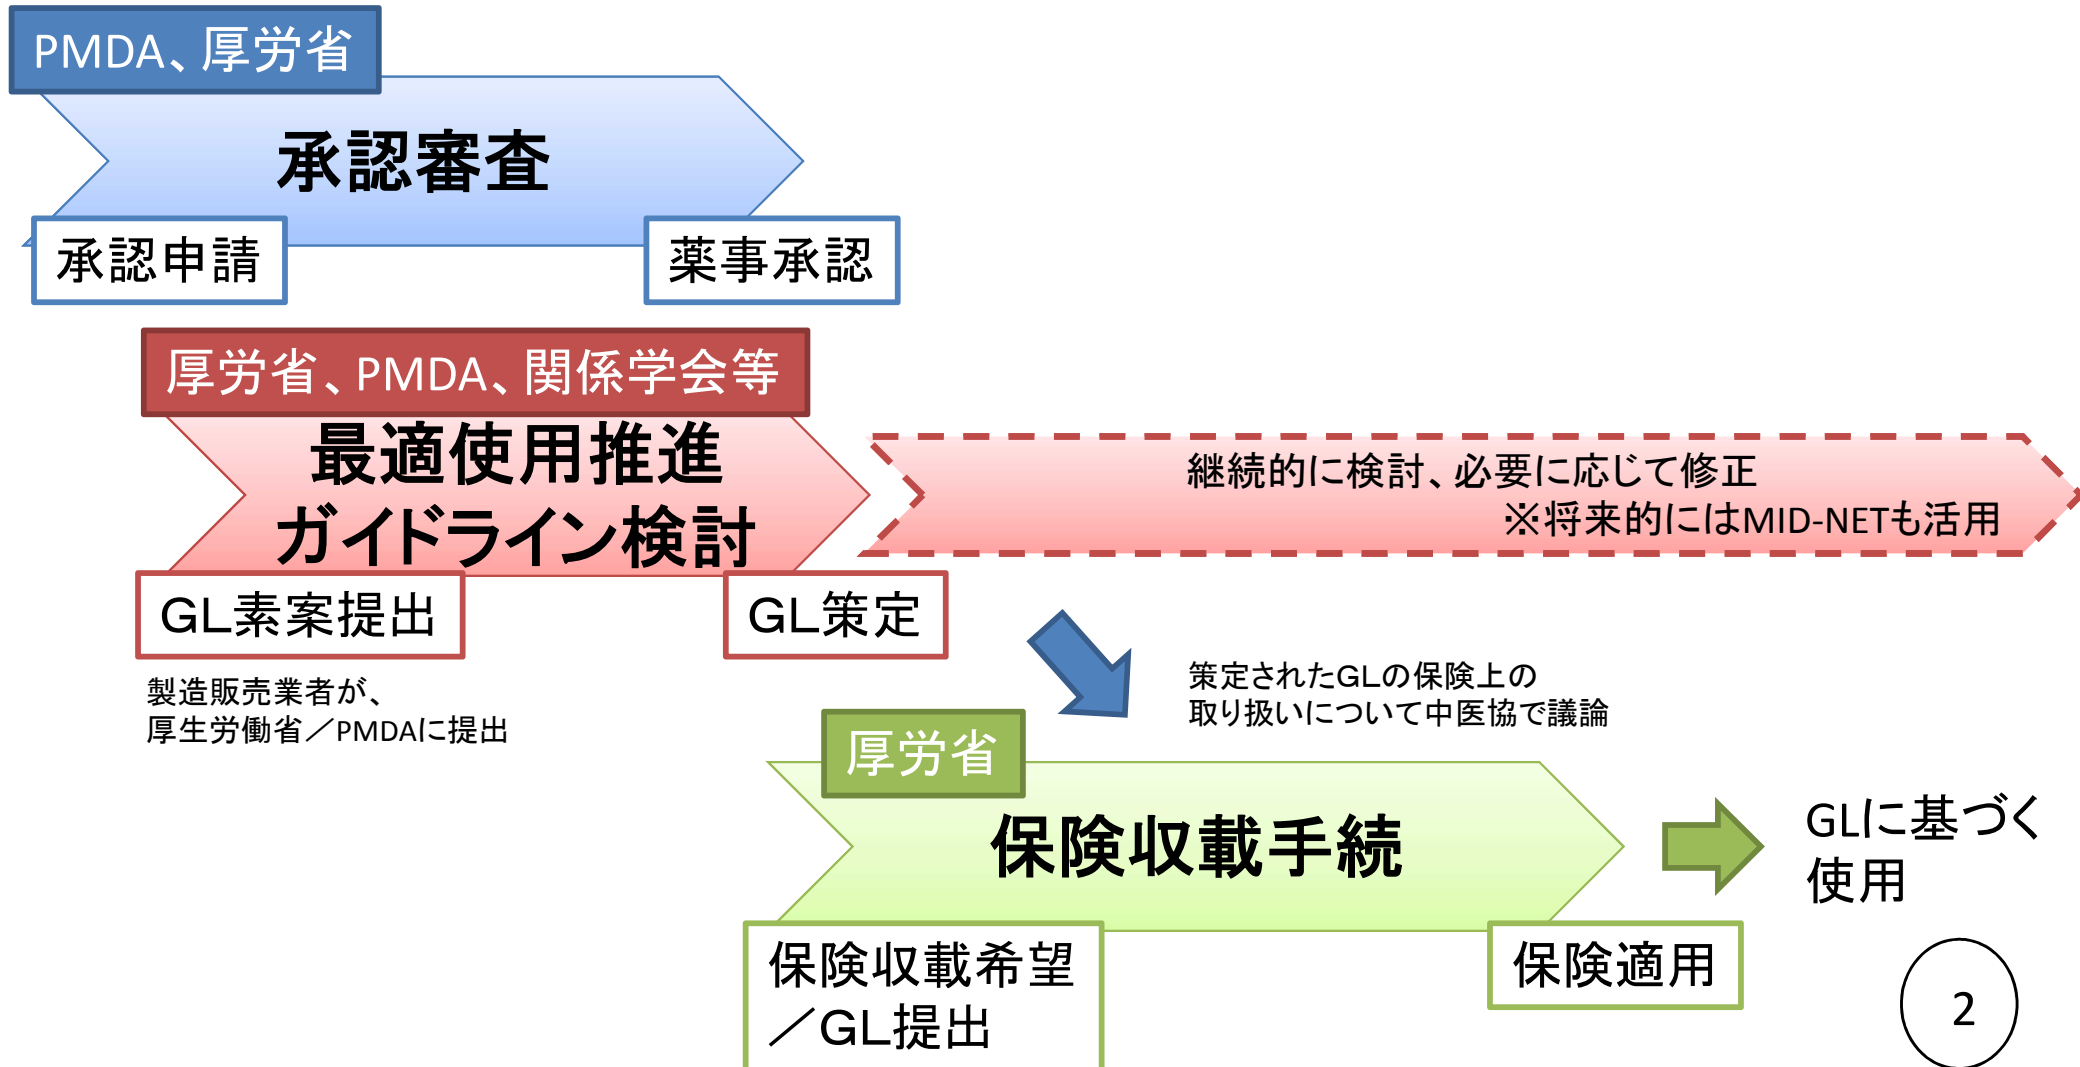 PMDA、厚労省
承認審査
承認申請
薬事承認
厚労省、PMDA、関係学会等
最適使用推進
ガイドライン検討
継続的に検討、必要に応じて修正
※将来的にはMID-NETも活用
GL素案提出
GL策定
製造販売業者が、
厚生労働省／PMDAに提出
策定されたGLの保険上の
取り扱いについて中医協で議論
厚労省
保険収載手続
GLに基づく
使用
保険収載希望
／GL提出
保険適用
2